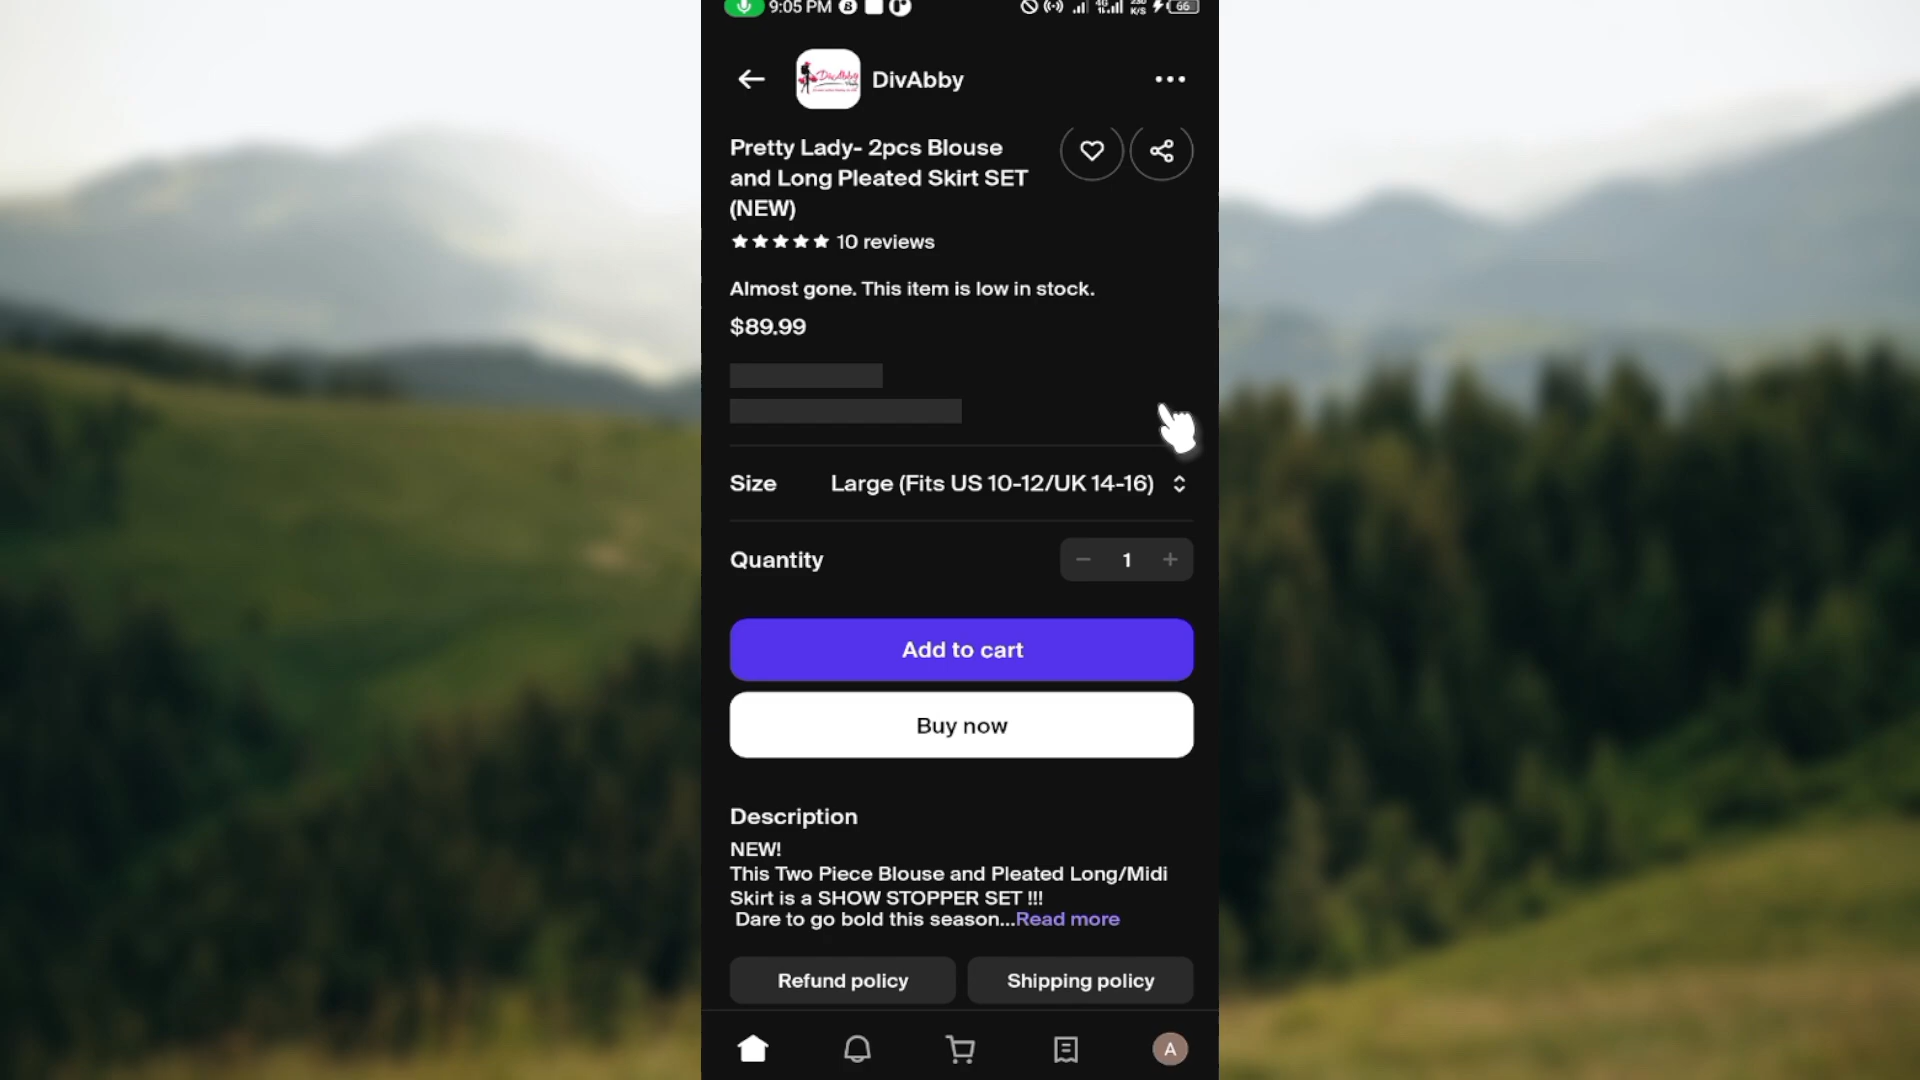 9:05 PM
66
DivAbby
Pretty Lady- 2pcs Blouse
and Long Pleated Skirt SET
(NEW)
10 reviews
Almost gone. This item is low in stock.
$89.99
Size Large (Fits US 10-12/UK 14-16)
Quantity − 1 +
Add to cart
Buy now
Description
NEW!
This Two Piece Blouse and Pleated Long/Midi
Skirt is a SHOW STOPPER SET !!!
Dare to go bold this season...Read more
Refund policy Shipping policy
A